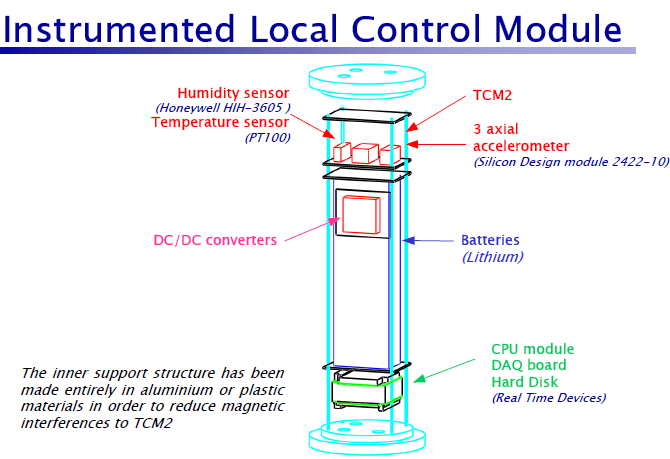 Instrumented Local Control Module
Humidity sensor
(Honeywell HIH-3605 )
Temperature sensor
(PT100)
TCM2
3 axial
accelerometer
(Silicon Design module 2422-10)
DC/DC converters
Batteries
(Lithium)
CPU module
DAQ board
Hard Disk
(Real Time Devices)
The inner support structure has been
made entirely in aluminium or plastic
materials in order to reduce magnetic
interferences to TCM2